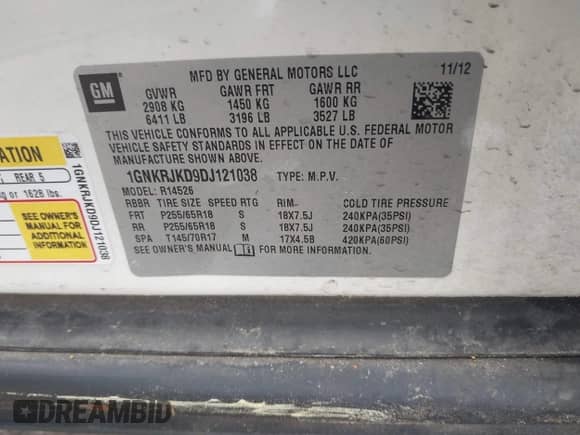 MFD BY GENERAL MOTORS LLC 11/12
GM
GVWR GAWR FRT GAWR RR
2908 KG 1450 KG 1600 KG
6411 LB 3196 LB 3527 LB
THIS VEHICLE CONFORMS TO ALL APPLICABLE U.S. FEDERAL MOTOR
VEHICLE SAFETY STANDARDS IN EFFECT ON THE DATE OF
MANUFACTURE SHOWN ABOVE.
1GNKRJKD9DJ121038 TYPE: M.P.V.
MODEL: R14526
RBBR TIRE SIZE SPEED RTG RIM COLD TIRE PRESSURE
FRT P255/65R18 S 18X7.5J 240KPA(35PSI)
RR P255/65R18 S 18X7.5J 240KPA(35PSI)
SPA T145/70R17 M 17X4.5B 420KPA(60PSI)
SEE OWNER'S MANUAL FOR MORE INFORMATION
ATION
REAR 5
or 1628 lbs.
SEE OWNER'S
MANUAL FOR
ADDITIONAL
INFORMATION
1GNKRJKD9DJ121038
DREAMBID